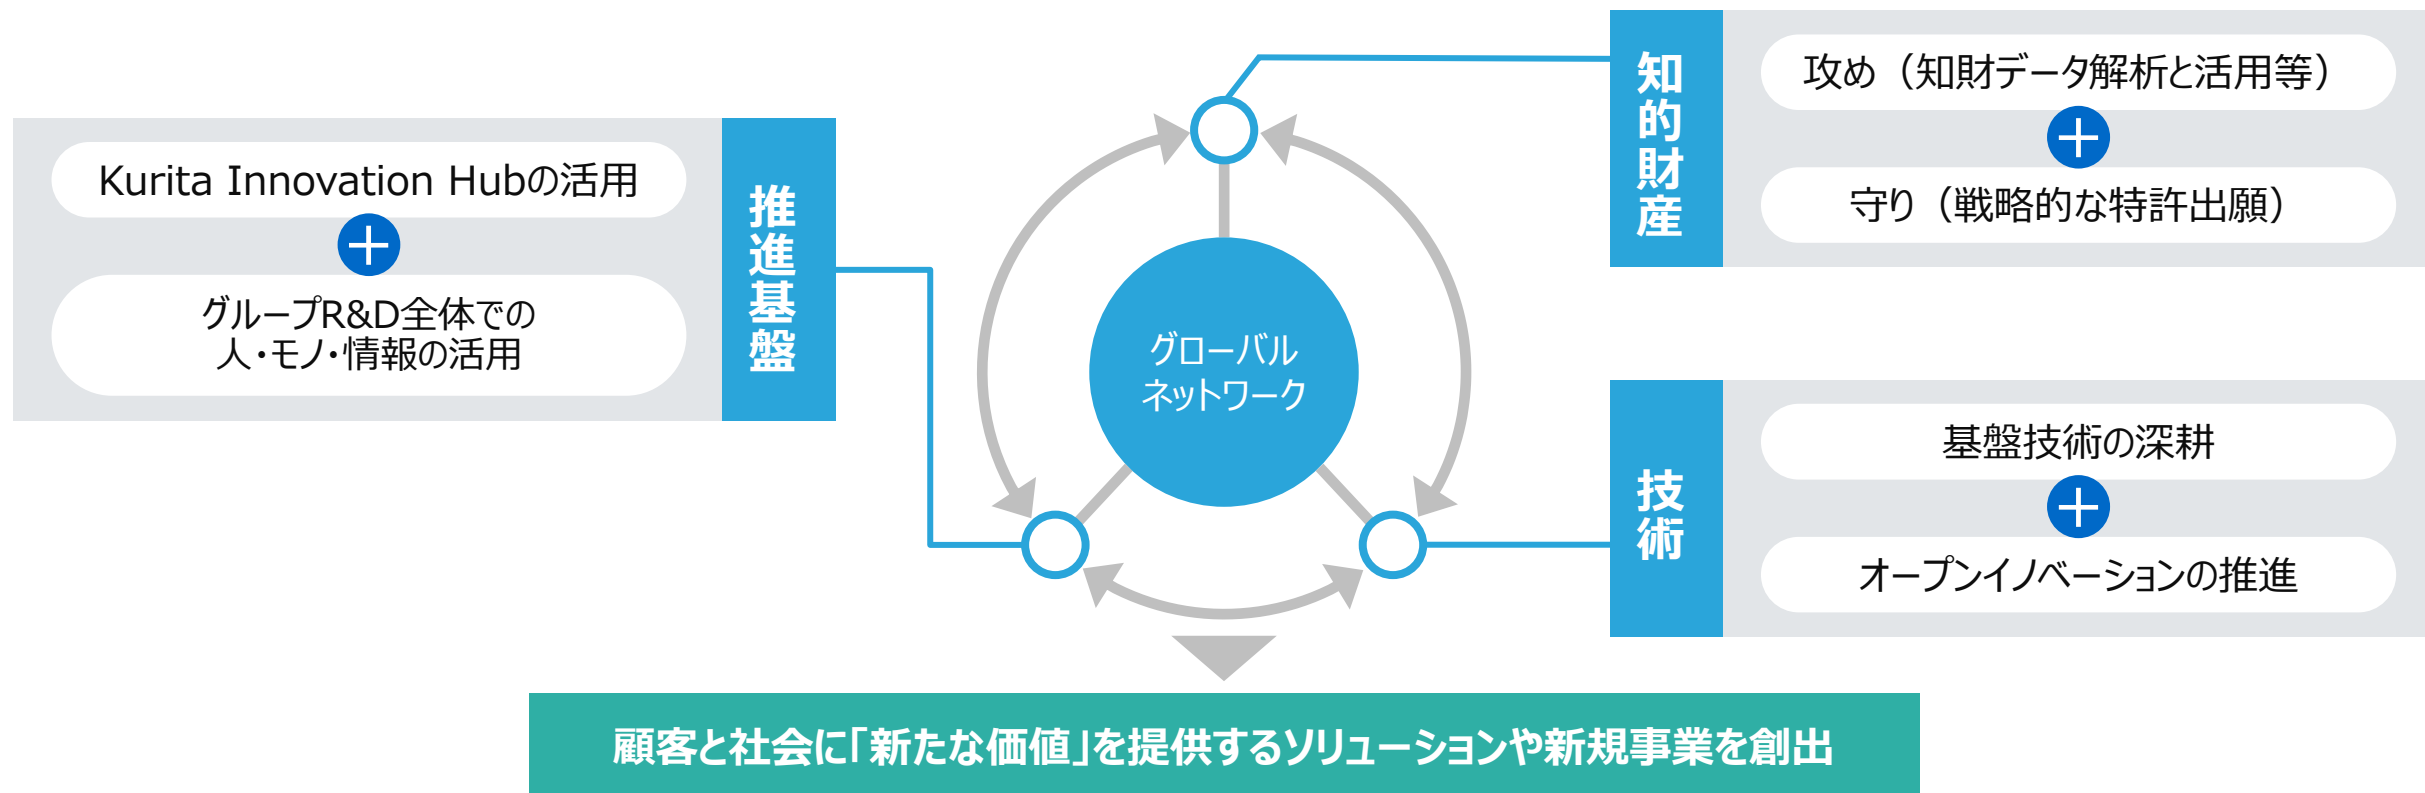 推進基盤
Kurita Innovation Hubの活用
グループR&D全体での
人・モノ・情報の活用
グローバル
ネットワーク
知的財産
攻め（知財データ解析と活用等）
守り（戦略的な特許出願）
技術
基盤技術の深耕
オープンイノベーションの推進
顧客と社会に「新たな価値」を提供するソリューションや新規事業を創出